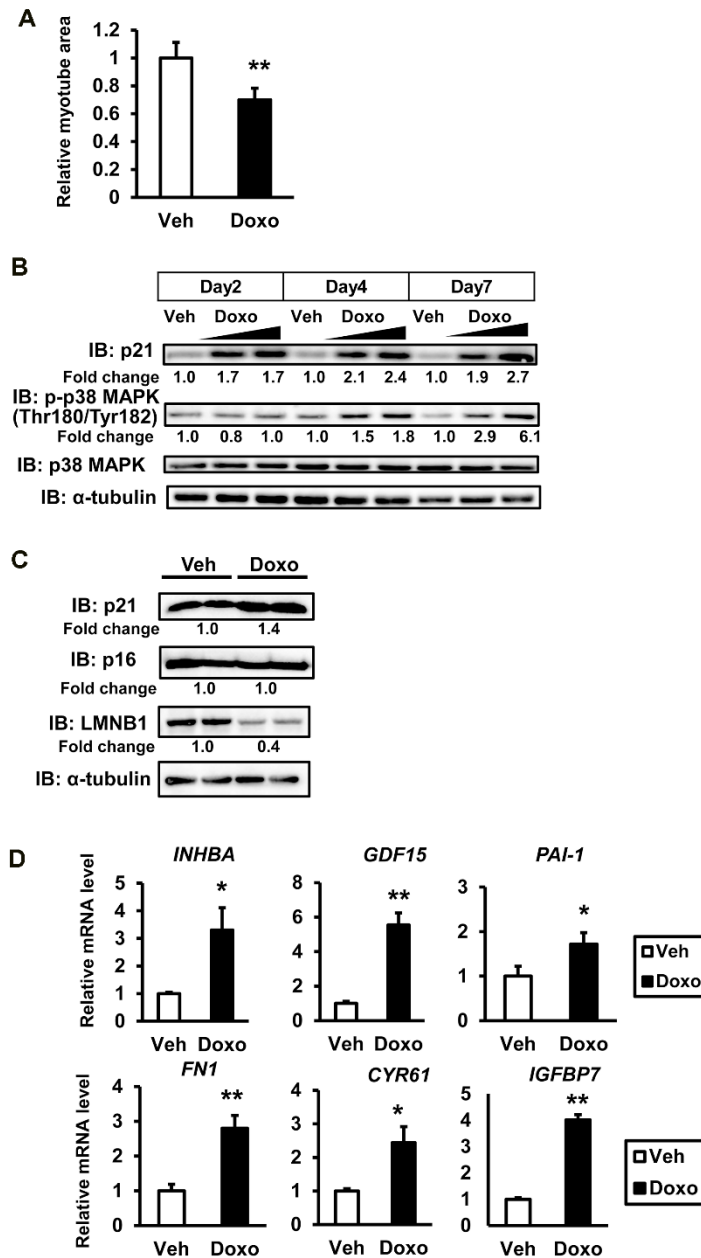 A
Relative myotube area
1.2
1
0.8
0.6
0.4
0.2
0
**
Veh Doxo
B
Day2 Day4 Day7
Veh Doxo Veh Doxo Veh Doxo
IB: p21
Fold change 1.0 1.7 1.7 1.0 2.1 2.4 1.0 1.9 2.7
IB: p-p38 MAPK
(Thr180/Tyr182)
Fold change 1.0 0.8 1.0 1.0 1.5 1.8 1.0 2.9 6.1
IB: p38 MAPK
IB: α-tubulin
C
Veh Doxo
IB: p21
Fold change 1.0 1.4
IB: p16
Fold change 1.0 1.0
IB: LMNB1
Fold change 1.0 0.4
IB: α-tubulin
D
INHBA
Relative mRNA level
5
4
3
2
1
0
*
Veh Doxo
GDF15
8
6
4
2
0
**
Veh Doxo
PAI-1
3
2
1
0
*
Veh Doxo
Veh
Doxo
FN1
Relative mRNA level
4
3
2
1
0
**
Veh Doxo
CYR61
4
3
2
1
0
*
Veh Doxo
IGFBP7
5
4
3
2
1
0
**
Veh Doxo
Veh
Doxo